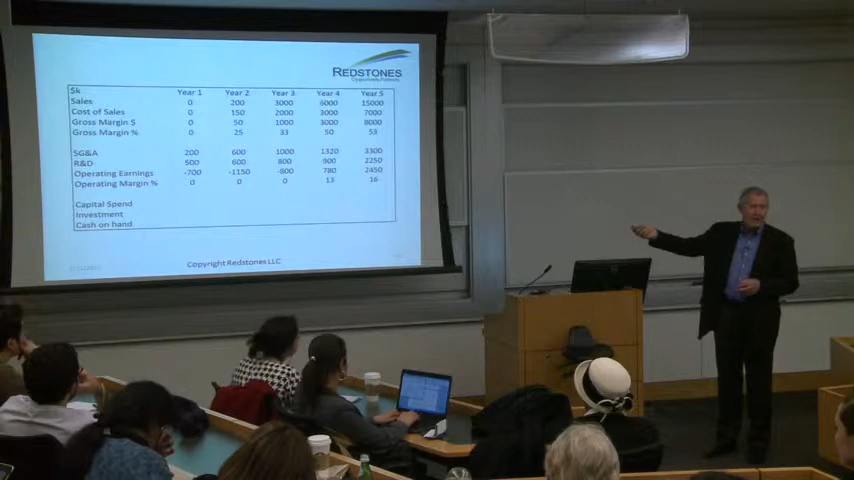 REDSTONES
$k Year 1 Year 2 Year 3 Year 4 Year 5
Sales 0 200 3000 6000 15000
Cost of Sales 0 150 2000 3000 7000
Gross Margin $ 0 50 1000 3000 8000
Gross Margin % 0 25 33 50 53
SG&A 200 600 1000 1320 3300
R&D 500 600 800 900 2250
Operating Earnings -700 -1150 -800 780 2450
Operating Margin % 0 0 0 13 16
Capital Spend
Investment
Cash on hand
Copyright Redstones LLC